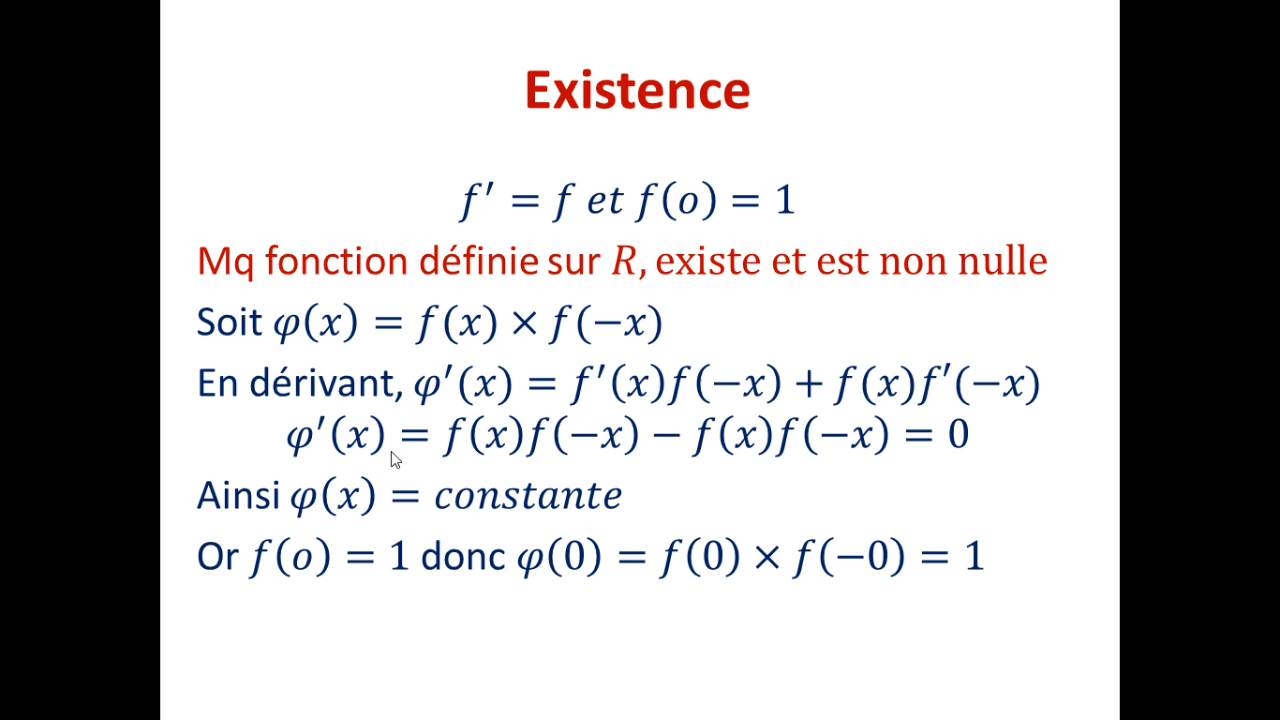 Existence
f′ = f et f(o) = 1
Mq fonction définie sur R, existe et est non nulle
Soit φ(x) = f(x) × f(−x)
En dérivant, φ′(x) = f′(x)f(−x) + f(x)f′(−x)
φ′(x) = f(x)f(−x) − f(x)f(−x) = 0
Ainsi φ(x) = constante
Or f(o) = 1 donc φ(0) = f(0) × f(−0) = 1